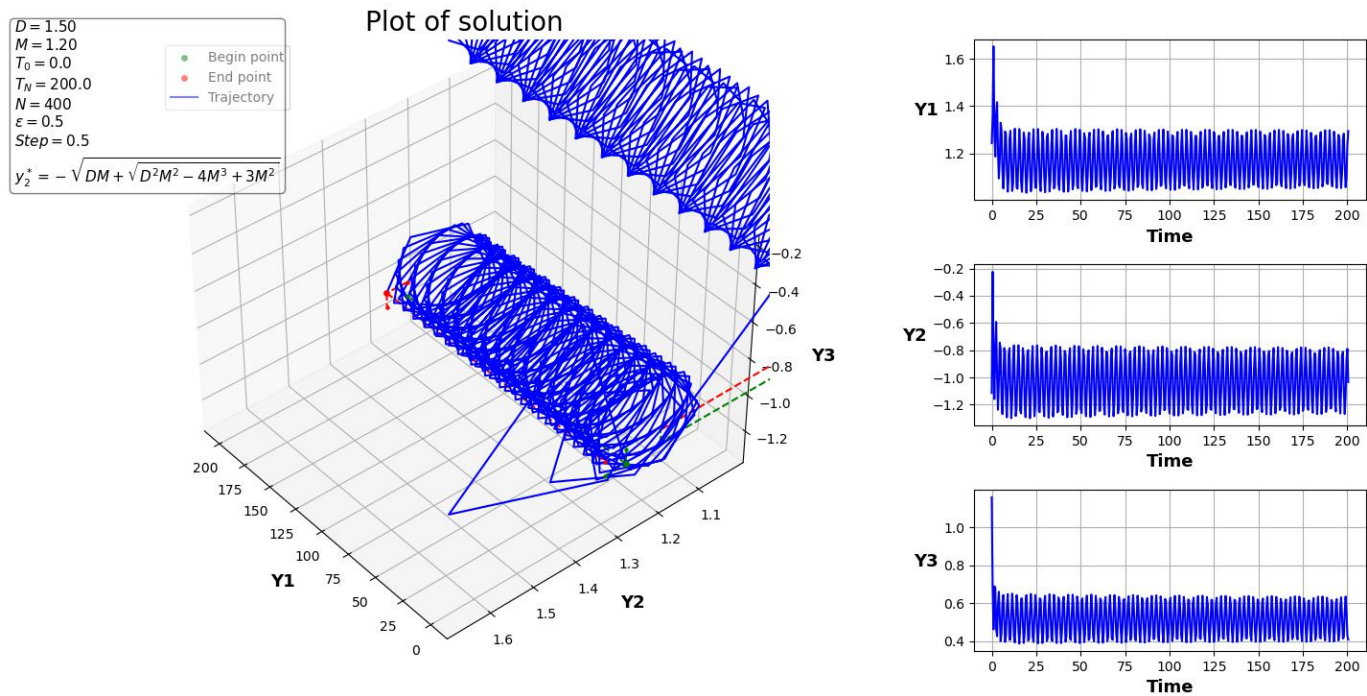 Plot of solution
D = 1.50
M = 1.20
T₀ = 0.0
T_N = 200.0
N = 400
ε = 0.5
Step = 0.5
y₂* = −√(DM + √(D²M² − 4M³ + 3M²))
Begin point
End point
Trajectory
−0.2
−0.4
−0.6
−0.8
−1.0
−1.2
Y3
200
175
150
125
100
75
50
25
0
Y1
1.6
1.5
1.4
1.3
1.2
1.1
Y2
1.6
1.4
1.2
Y1
0 25 50 75 100 125 150 175 200
Time
−0.2
−0.4
−0.6
−0.8
−1.0
−1.2
Y2
0 25 50 75 100 125 150 175 200
Time
1.0
0.8
0.6
0.4
Y3
0 25 50 75 100 125 150 175 200
Time